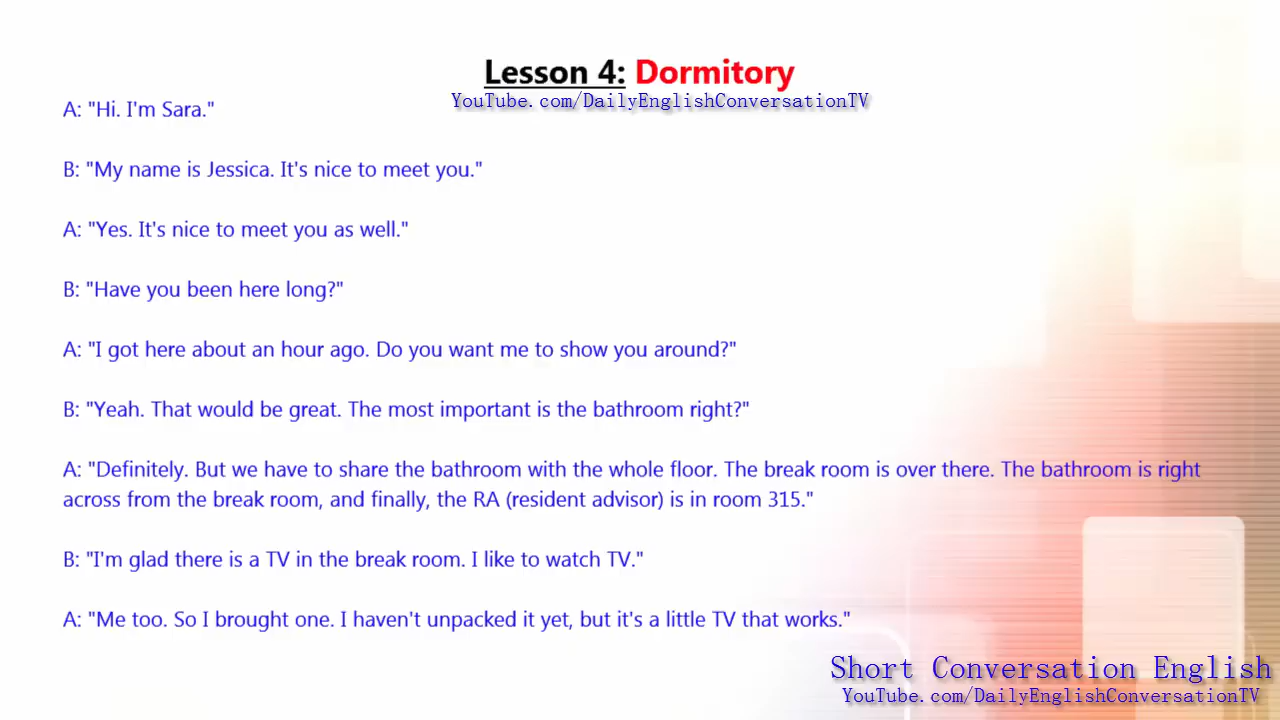 Lesson 4: Dormitory
YouTube.com/DailyEnglishConversationTV
A: "Hi. I'm Sara."
B: "My name is Jessica. It's nice to meet you."
A: "Yes. It's nice to meet you as well."
B: "Have you been here long?"
A: "I got here about an hour ago. Do you want me to show you around?"
B: "Yeah. That would be great. The most important is the bathroom right?"
A: "Definitely. But we have to share the bathroom with the whole floor. The break room is over there. The bathroom is right
across from the break room, and finally, the RA (resident advisor) is in room 315."
B: "I'm glad there is a TV in the break room. I like to watch TV."
A: "Me too. So I brought one. I haven't unpacked it yet, but it's a little TV that works."
Short Conversation English
YouTube.com/DailyEnglishConversationTV